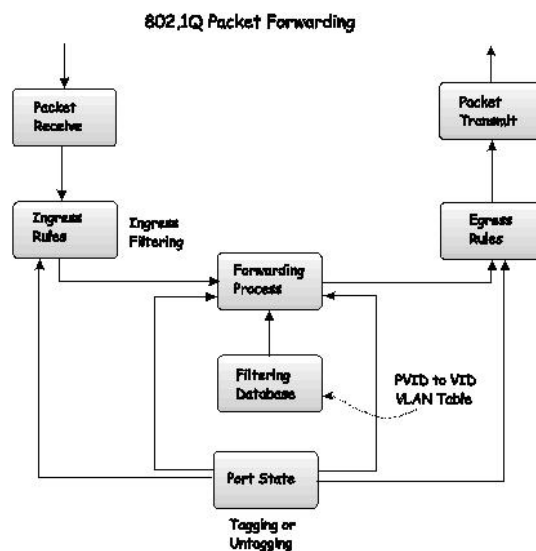 802,1Q Packet Forwarding
Packet
Receive
Packet
Transmit
Ingress
Rules
Ingress
Filtering
Egress
Rules
Forwarding
Process
Filtering
Database
PVID to VID
VLAN Table
Port State
Tagging or
Untagging